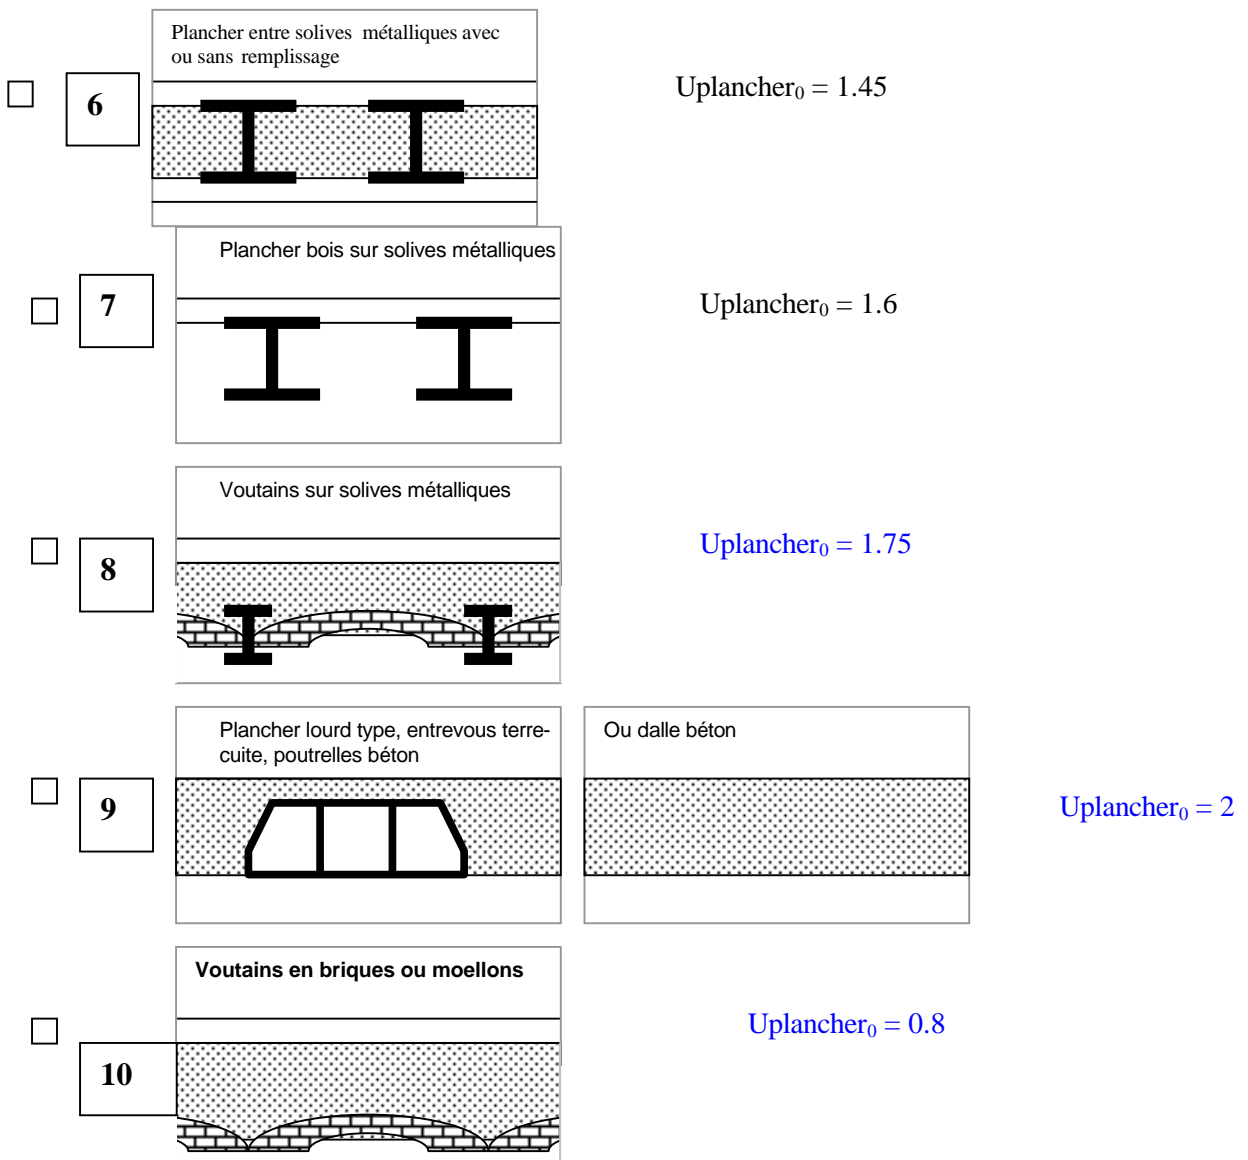 Plancher entre solives métalliques avec
ou sans remplissage
6
Uplancher₀ = 1.45
Plancher bois sur solives métalliques
7
Uplancher₀ = 1.6
Voutains sur solives métalliques
8
Uplancher₀ = 1.75
Plancher lourd type, entrevous terre-
cuite, poutrelles béton
Ou dalle béton
9
Uplancher₀ = 2
Voutains en briques ou moellons
10
Uplancher₀ = 0.8